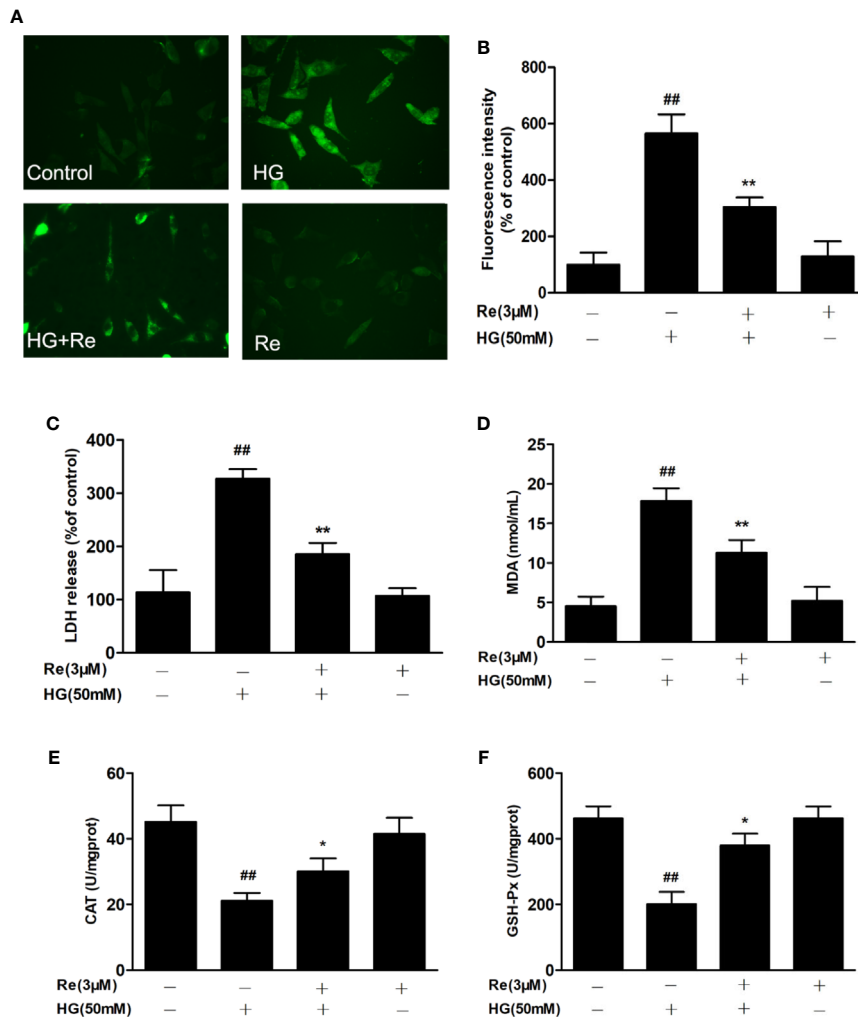 A
Control
HG
HG+Re
Re
B
Fluorescence intensity
(% of control)
800
600
400
200
0
##
**
Re(3µM) — — + +
HG(50mM) — + + —
C
LDH release (%of control)
400
300
200
100
0
##
**
Re(3µM) — — + +
HG(50mM) — + + —
D
MDA (nmol/mL)
25
20
15
10
5
0
##
**
Re(3µM) — — + +
HG(50mM) — + + —
E
CAT (U/mgprot)
60
40
20
0
##
*
Re(3µM) — — + +
HG(50mM) — + + —
F
GSH-Px (U/mgprot)
600
400
200
0
##
*
Re(3µM) — — + +
HG(50mM) — + + —